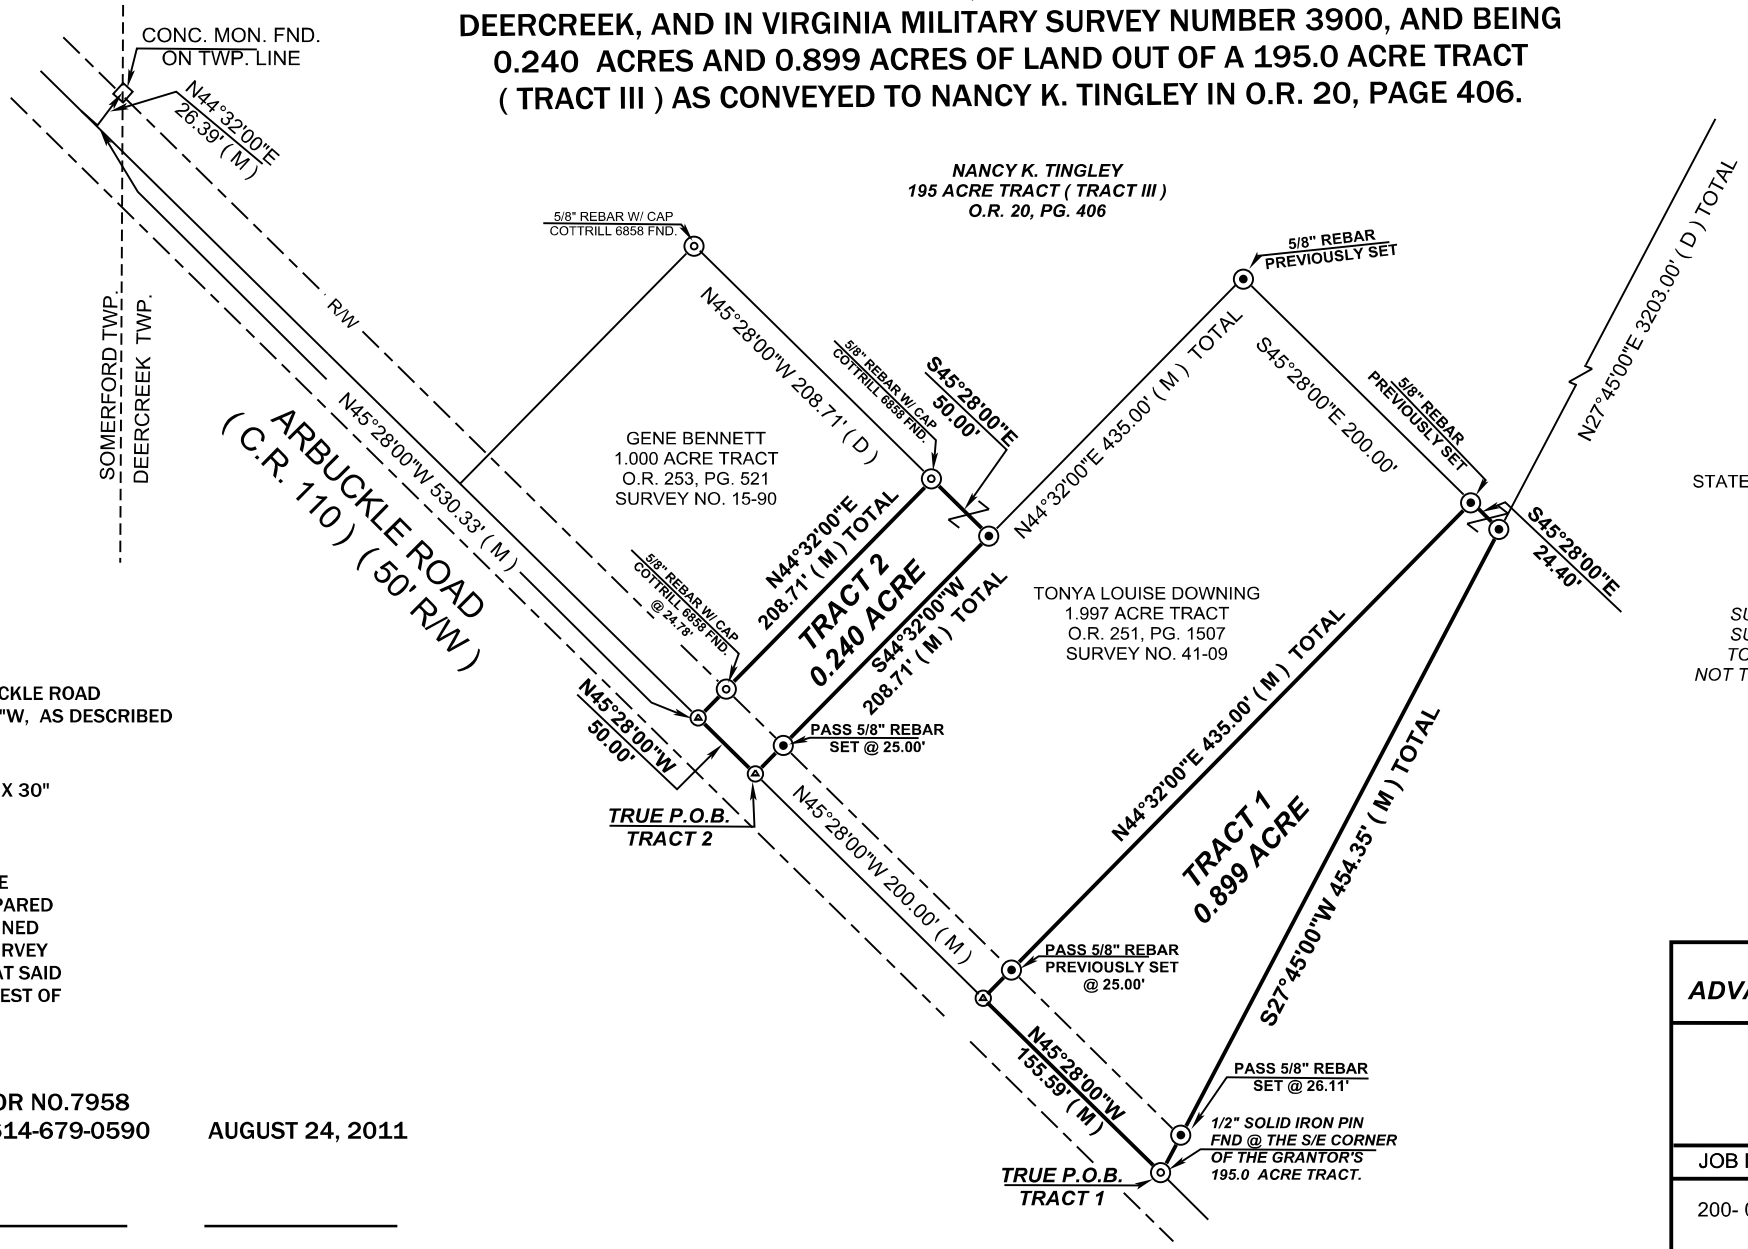 DEERCREEK, AND IN VIRGINIA MILITARY SURVEY NUMBER 3900, AND BEING
0.240 ACRES AND 0.899 ACRES OF LAND OUT OF A 195.0 ACRE TRACT
( TRACT III ) AS CONVEYED TO NANCY K. TINGLEY IN O.R. 20, PAGE 406.
CONC. MON. FND.
ON TWP. LINE
N44°32'00"E
26.39' ( M )
NANCY K. TINGLEY
195 ACRE TRACT ( TRACT III )
O.R. 20, PG. 406
5/8" REBAR W/ CAP
COTTRILL 6858 FND.
5/8" REBAR
PREVIOUSLY SET
N27°45'00"E 3203.00' ( D ) TOTAL
SOMERFORD TWP.
DEERCREEK TWP.
R/W
N45°28'00"W 208.71' ( D )
5/8" REBAR W/ CAP
COTTRILL 6858 FND.
S45°28'00"E
50.00'
N44°32'00"E 435.00' ( M ) TOTAL
S45°28'00"E 200.00'
5/8" REBAR
PREVIOUSLY SET
N45°28'00"W 530.33' ( M )
ARBUCKLE ROAD
( C.R. 110 ) ( 50' R/W )
GENE BENNETT
1.000 ACRE TRACT
O.R. 253, PG. 521
SURVEY NO. 15-90
STATE
S45°28'00"E
24.40'
N44°32'00"E
208.71' ( M ) TOTAL
TRACT 2
0.240 ACRE
S44°32'00"W
208.71' ( M ) TOTAL
5/8" REBAR W/ CAP
COTTRILL 6858 FND.
@ 24.78'
TONYA LOUISE DOWNING
1.997 ACRE TRACT
O.R. 251, PG. 1507
SURVEY NO. 41-09
SU
SU
TO
NOT T
CKLE ROAD
"W, AS DESCRIBED
N45°28'00"W
50.00'
PASS 5/8" REBAR
SET @ 25.00'
N44°32'00"E 435.00' ( M ) TOTAL
X 30"
TRUE P.O.B.
TRACT 2
N45°28'00"W 200.00' ( M )
TRACT 1
0.899 ACRE
S27°45'00"W 454.35' ( M ) TOTAL
E
PARED
NED
RVEY
AT SAID
EST OF
PASS 5/8" REBAR
PREVIOUSLY SET
@ 25.00'
ADVA
N45°28'00"W
155.59' ( M )
PASS 5/8" REBAR
SET @ 26.11'
OR NO.7958
614-679-0590
AUGUST 24, 2011
1/2" SOLID IRON PIN
FND @ THE S/E CORNER
OF THE GRANTOR'S
195.0 ACRE TRACT.
TRUE P.O.B.
TRACT 1
JOB
200-